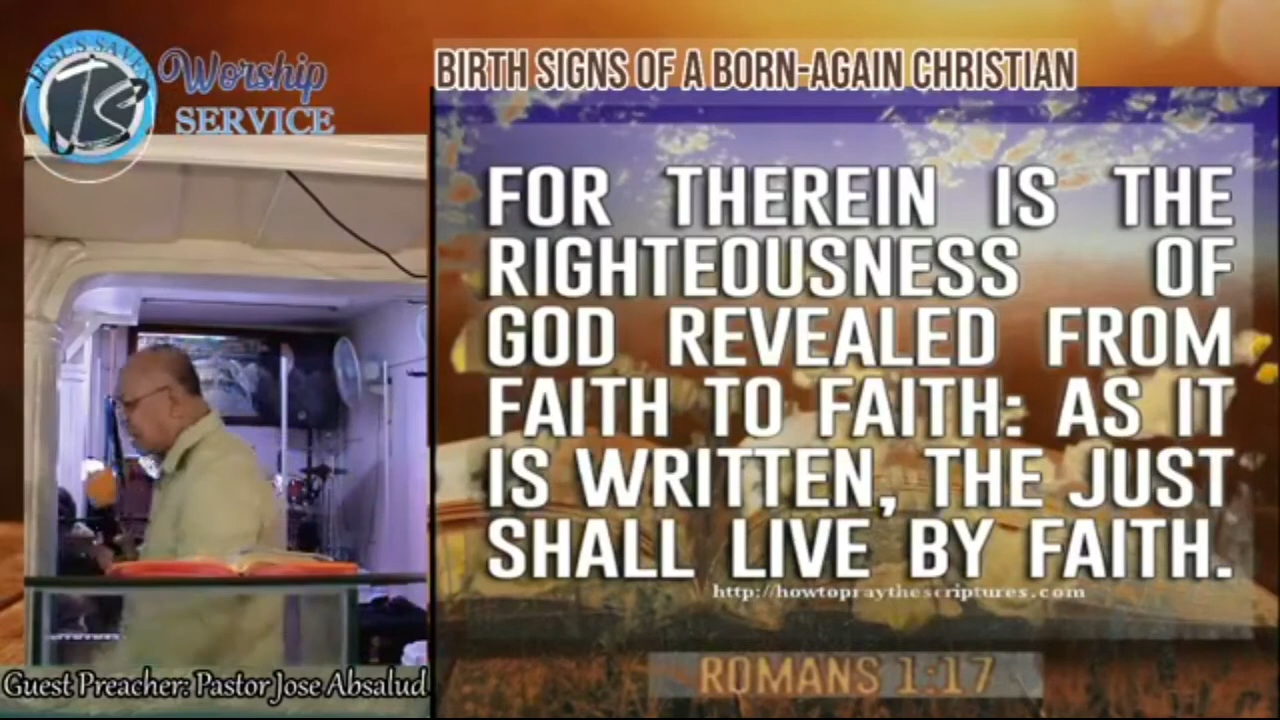 JESUS SAVES
JS
Worship
SERVICE
BIRTH SIGNS OF A BORN-AGAIN CHRISTIAN
FOR THEREIN IS THE
RIGHTEOUSNESS OF
GOD REVEALED FROM
FAITH TO FAITH: AS IT
IS WRITTEN, THE JUST
SHALL LIVE BY FAITH.
http://howtopraythescriptures.com
ROMANS 1:17
Guest Preacher: Pastor Jose Absalud